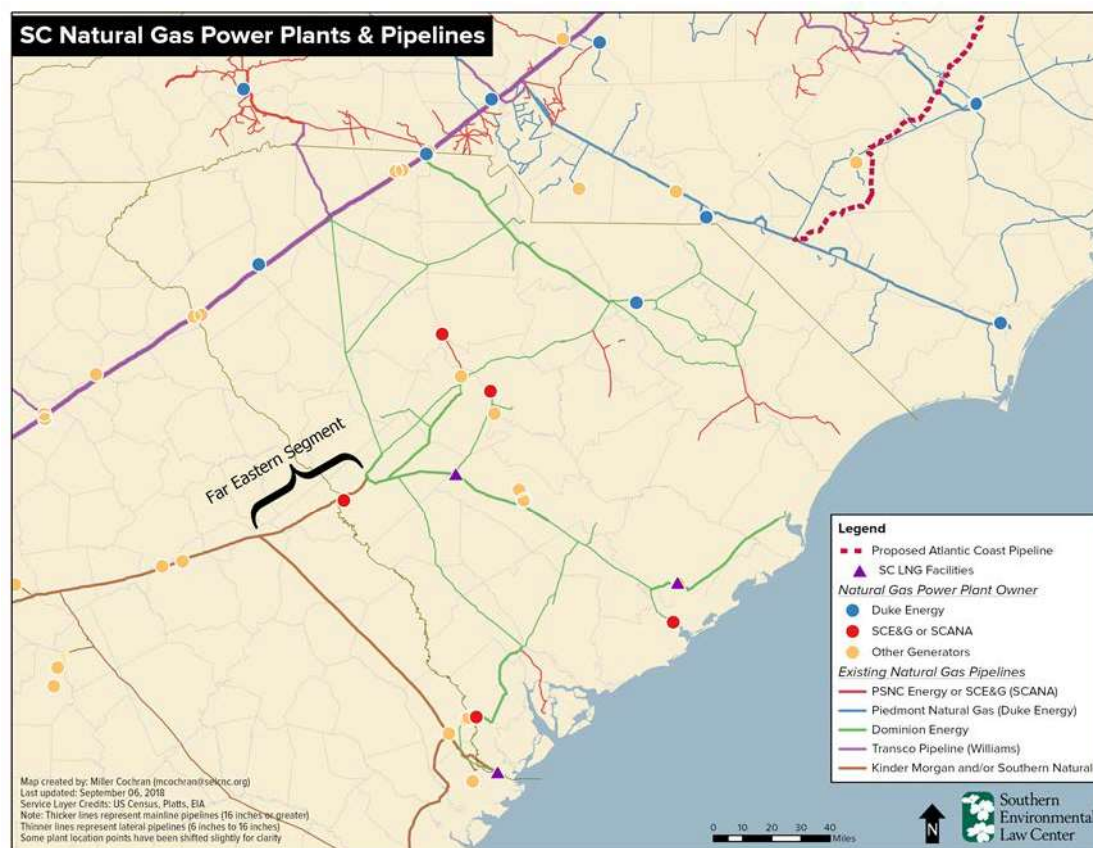 SC Natural Gas Power Plants & Pipelines
Far Eastern Segment
Legend
Proposed Atlantic Coast Pipeline
SC LNG Facilities
Natural Gas Power Plant Owner
Duke Energy
SCE&G or SCANA
Other Generators
Existing Natural Gas Pipelines
PSNC Energy or SCE&G (SCANA)
Piedmont Natural Gas (Duke Energy)
Dominion Energy
Transco Pipeline (Williams)
Kinder Morgan and/or Southern Natural
Map created by: Miller Cochran (mcochran@selcnc.org)
Last updated: September 06, 2018
Service Layer Credits: US Census, Platts, EIA
Note: Thicker lines represent mainline pipelines (16 inches or greater)
Thinner lines represent lateral pipelines (6 inches to 16 inches)
Some plant location points have been shifted slightly for clarity
0 5 10 20 30 40
Miles
N
Southern
Environmental
Law Center